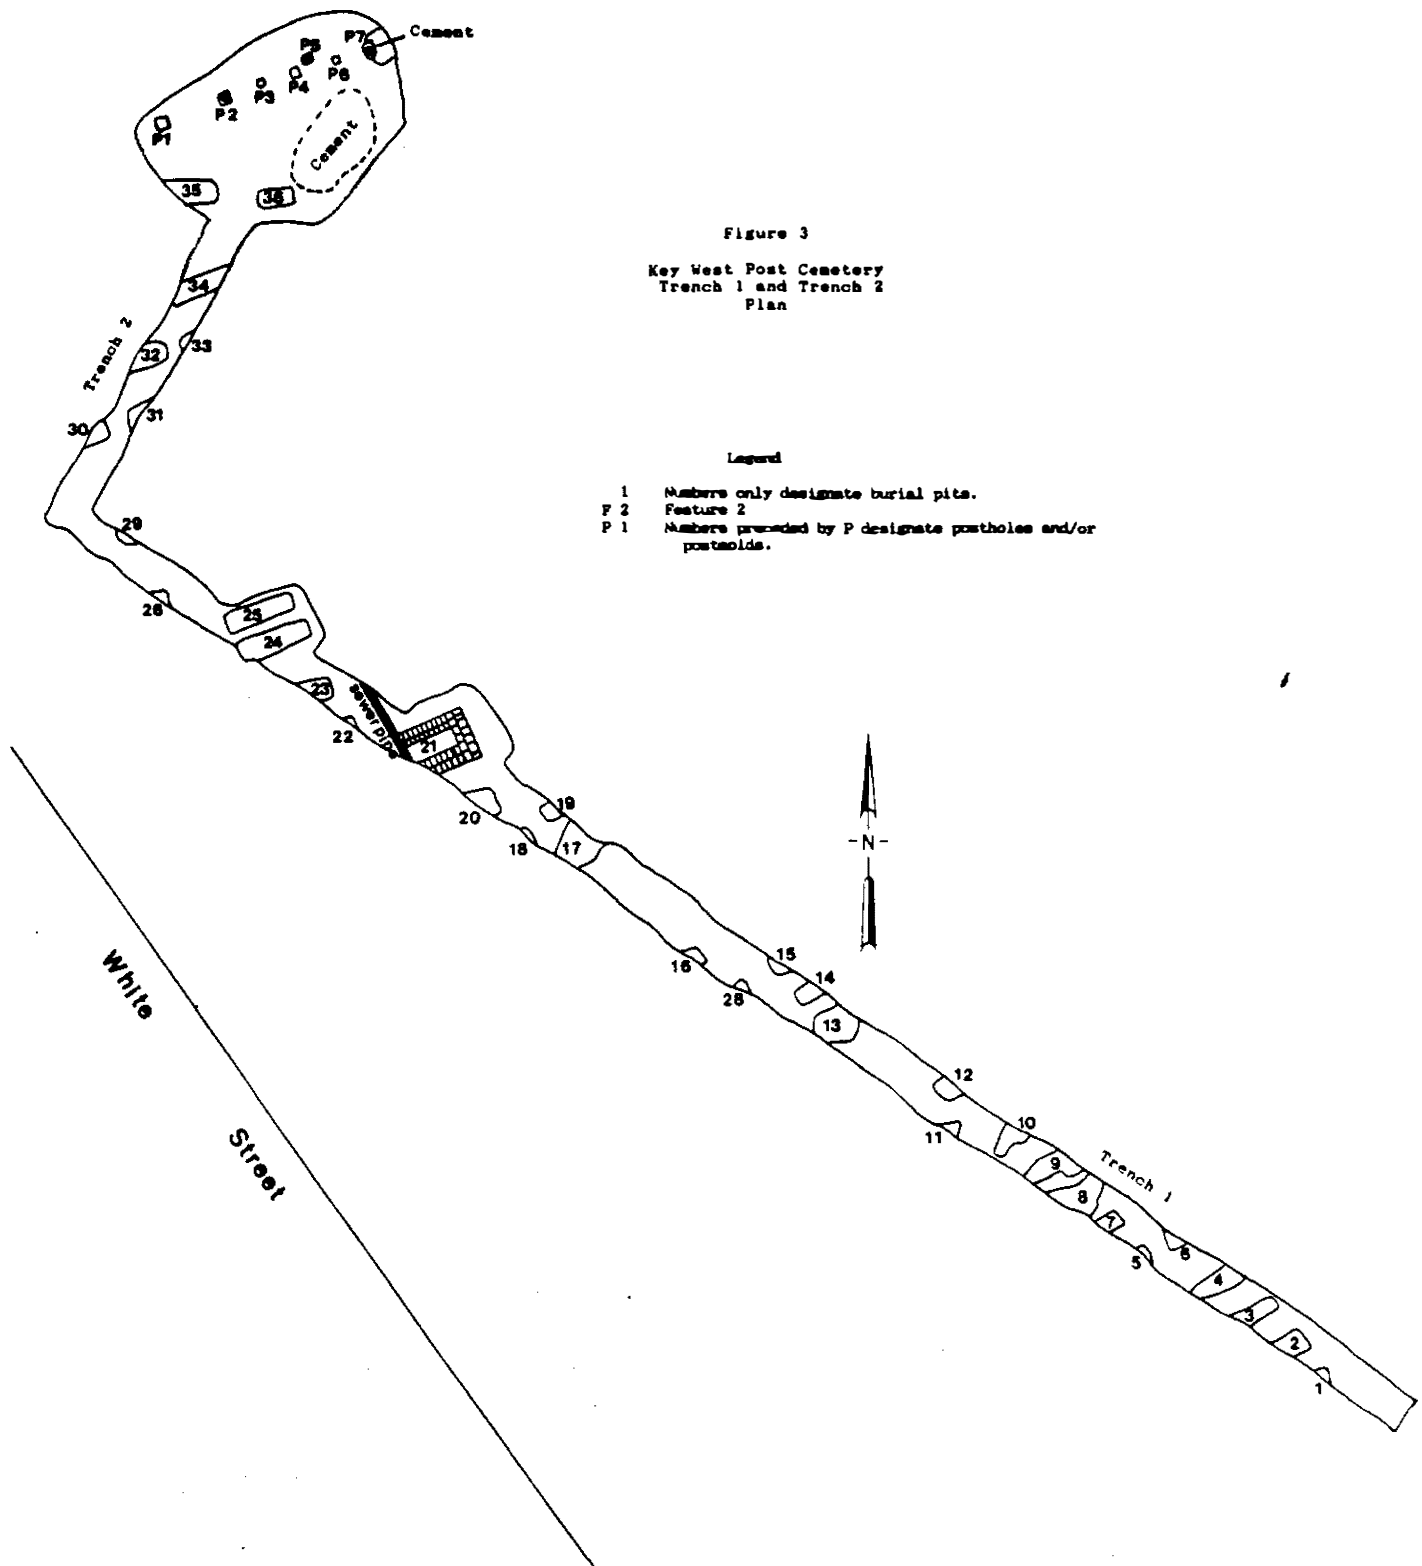 P7
Cement
P5
P6
P4
P3
P2
P1
Cement
35
36
Figure 3
Key West Post Cemetery
Trench 1 and Trench 2
Plan
34
Trench 2
33
32
31
30
Legend
1 Numbers only designate burial pits.
F 2 Feature 2
P 1 Numbers preceded by P designate postholes and/or
postmolds.
29
26
25
24
23
sewer pipe
22
21
20
19
18
17
-N-
White
Street
16
15
28
14
13
12
11
10
9
Trench 1
8
7
6
5
4
3
2
1